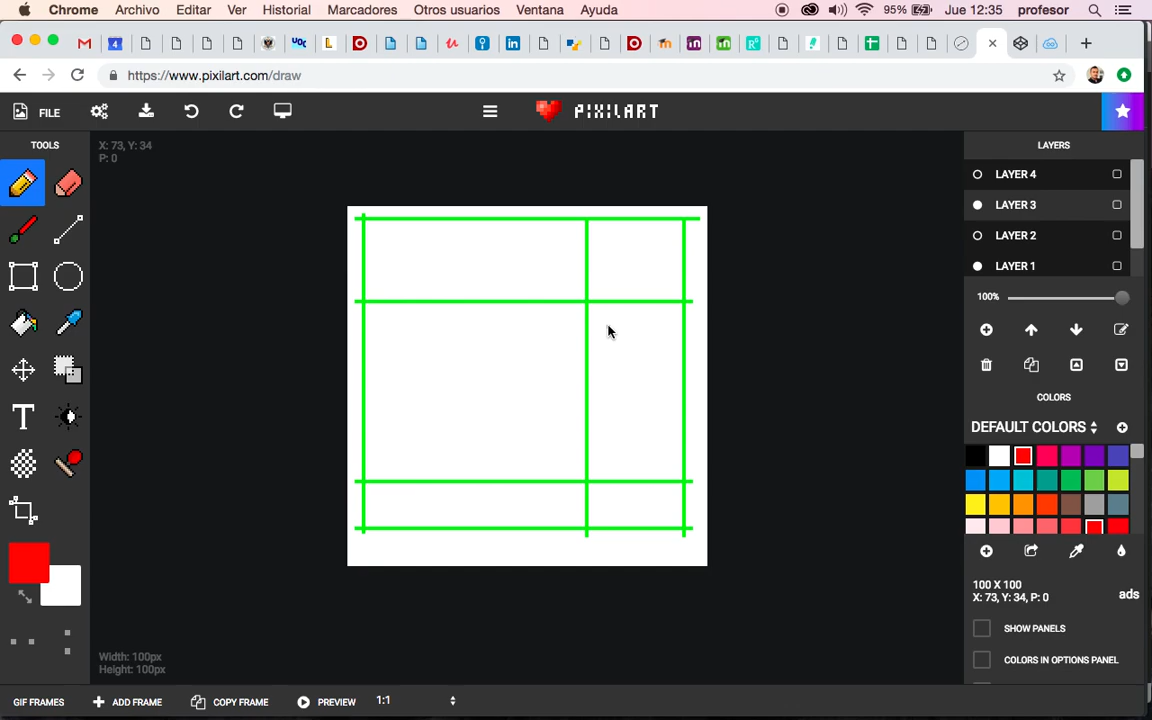 Chrome Archivo Editar Ver Historial Marcadores Otros usuarios Ventana Ayuda 95% Jue 12:35 profesor
https://www.pixilart.com/draw
FILE
PIXILART
TOOLS
X: 73, Y: 34
P: 0
LAYERS
LAYER 4
LAYER 3
LAYER 2
LAYER 1
100%
COLORS
DEFAULT COLORS
100 X 100
X: 73, Y: 34, P: 0
ads
SHOW PANELS
COLORS IN OPTIONS PANEL
Width: 100px
Height: 100px
GIF FRAMES ADD FRAME COPY FRAME PREVIEW 1:1